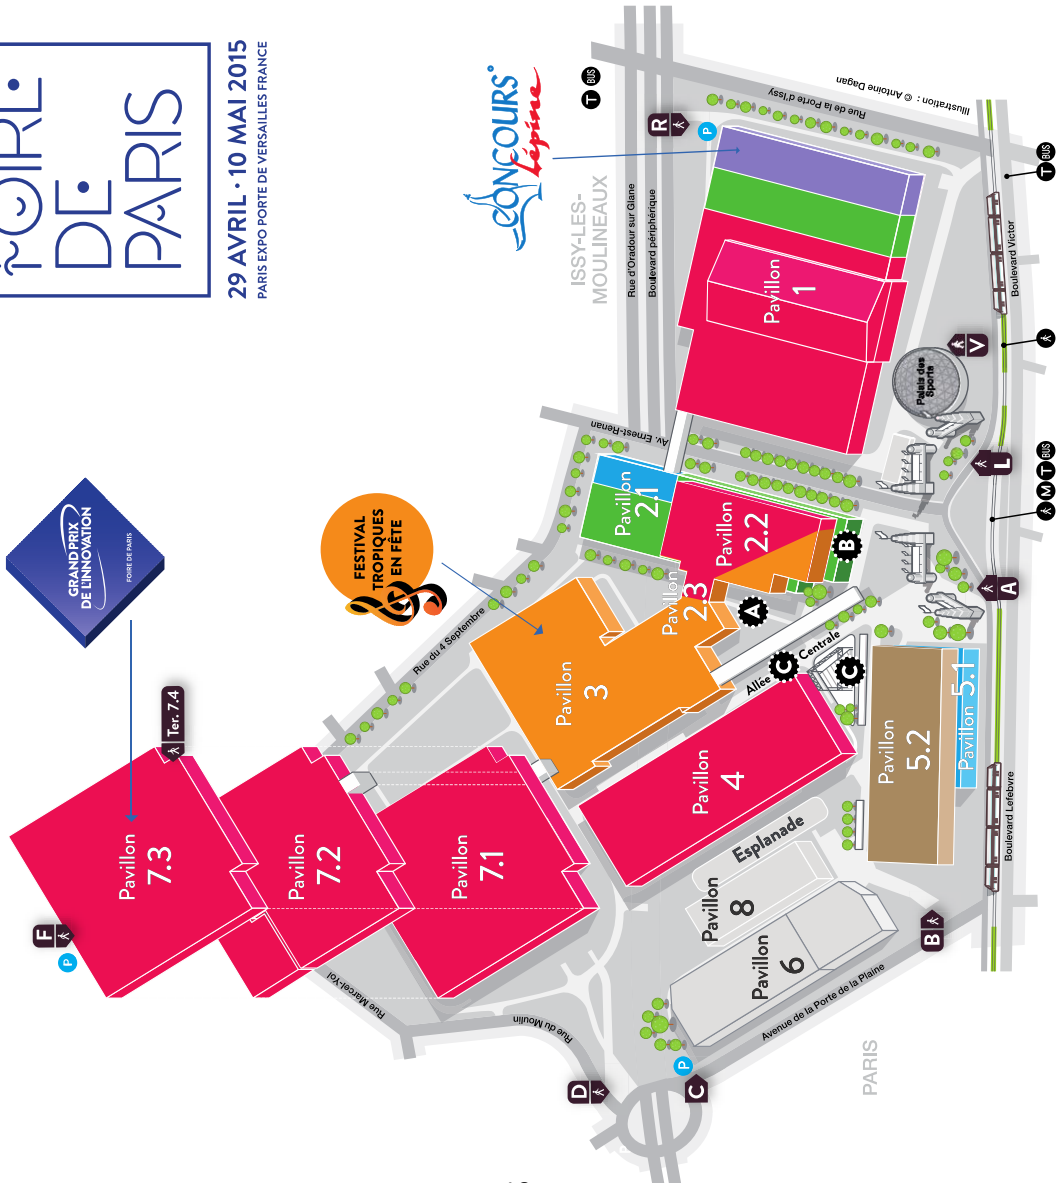 FOIRE
DE
PARIS
29 AVRIL · 10 MAI 2015
PARIS EXPO PORTE DE VERSAILLES FRANCE
CONCOURS
Lépine
ISSY-LES-
MOULINEAUX
Rue d'Oradour sur Glane
Boulevard périphérique
R
P
T BUS
Rue de la Porte d'Issy
Illustration : © Antoine Dagan
T BUS
Boulevard Victor
Pavillon
1
Palais des
Sports
V
L
M T BUS
A
Av. Ernest-Renan
Pavillon
2.1
Pavillon
2.2
Pavillon
2.3
B
A
C
C
Allée Centrale
GRAND PRIX
DE L'INNOVATION
FOIRE DE PARIS
FESTIVAL
TROPIQUES
EN FÊTE
Rue du 4 Septembre
Pavillon
3
Pavillon
4
Pavillon
5.2
Pavillon 5.1
Boulevard Lefebvre
Ter. 7.4
Pavillon
7.3
Pavillon
7.2
Pavillon
7.1
Esplanade
Pavillon
8
Pavillon
6
F
P
B
Rue Marcel-Yol
Rue du Moulin
Avenue de la Porte de la Plaine
D
P
C
PARIS